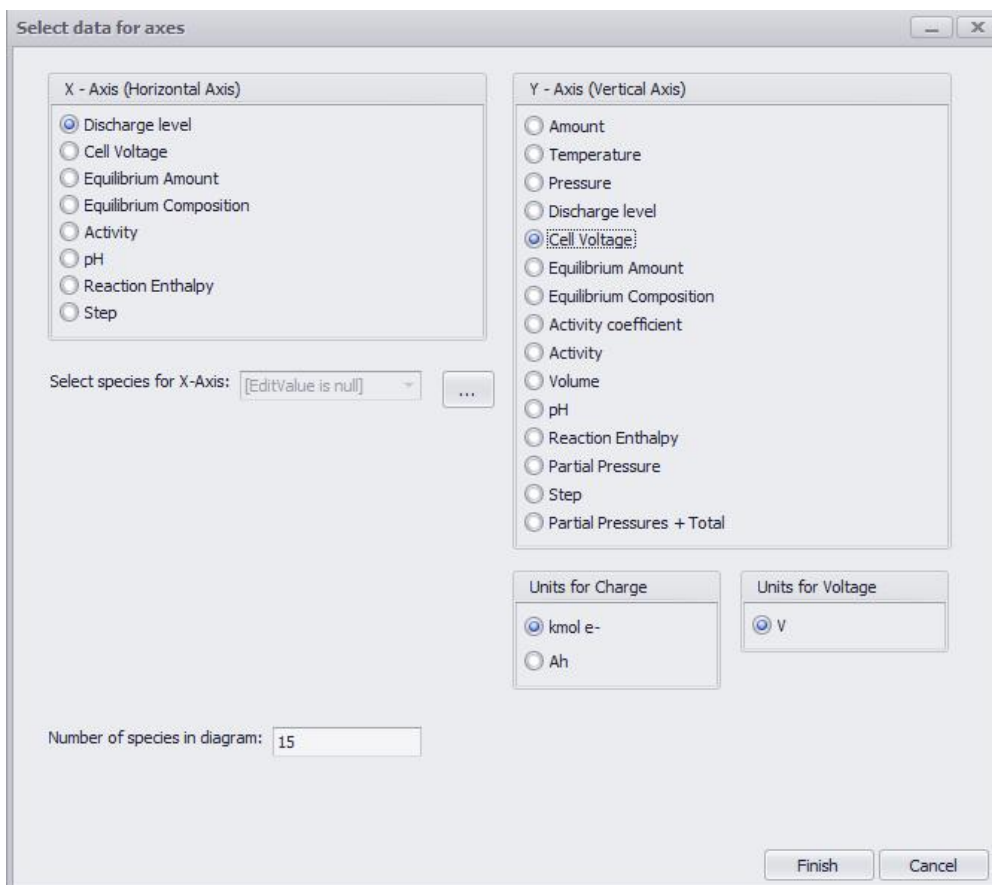 Select data for axes
X - Axis (Horizontal Axis)
Discharge level
Cell Voltage
Equilibrium Amount
Equilibrium Composition
Activity
pH
Reaction Enthalpy
Step
Select species for X-Axis: [EditValue is null] ...
Y - Axis (Vertical Axis)
Amount
Temperature
Pressure
Discharge level
Cell Voltage
Equilibrium Amount
Equilibrium Composition
Activity coefficient
Activity
Volume
pH
Reaction Enthalpy
Partial Pressure
Step
Partial Pressures + Total
Units for Charge
kmol e-
Ah
Units for Voltage
V
Number of species in diagram: 15
Finish Cancel